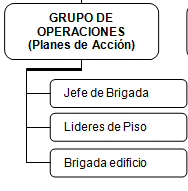 GRUPO DE
OPERACIONES
(Planes de Acción)
Jefe de Brigada
Lideres de Piso
Brigada edificio